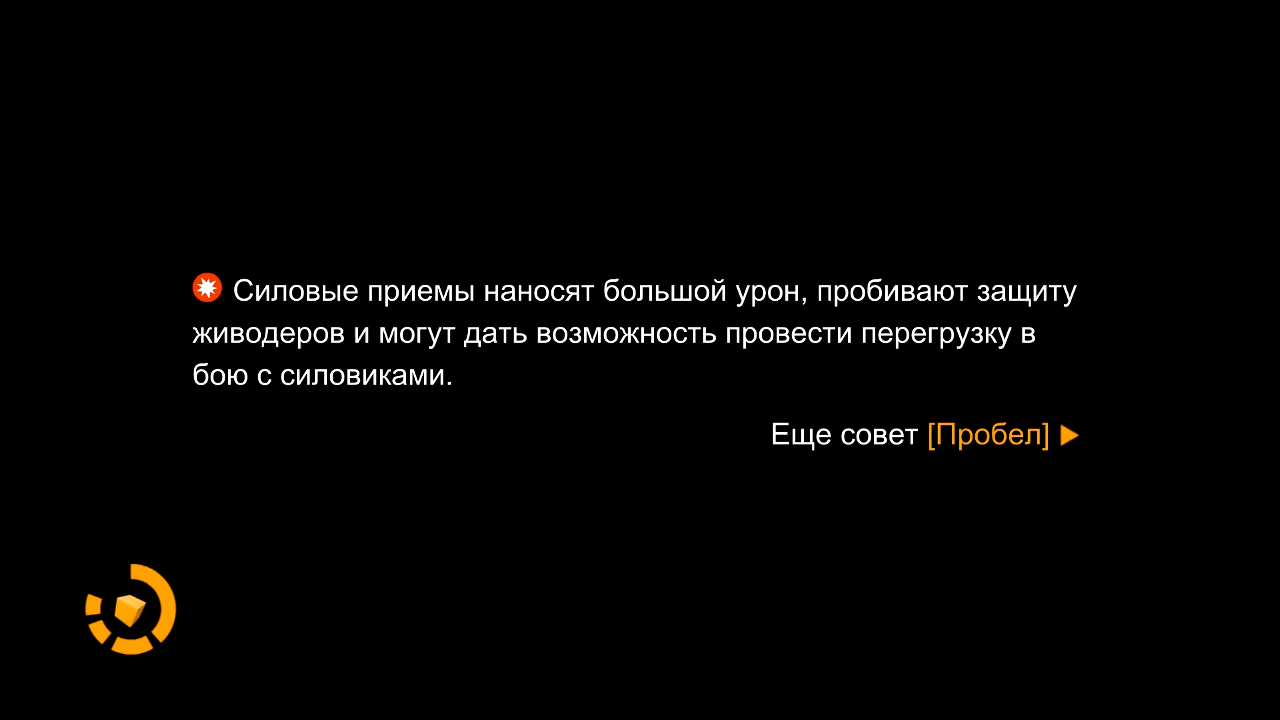 Силовые приемы наносят большой урон, пробивают защиту
живодеров и могут дать возможность провести перегрузку в
бою с силовиками.
Еще совет [Пробел]